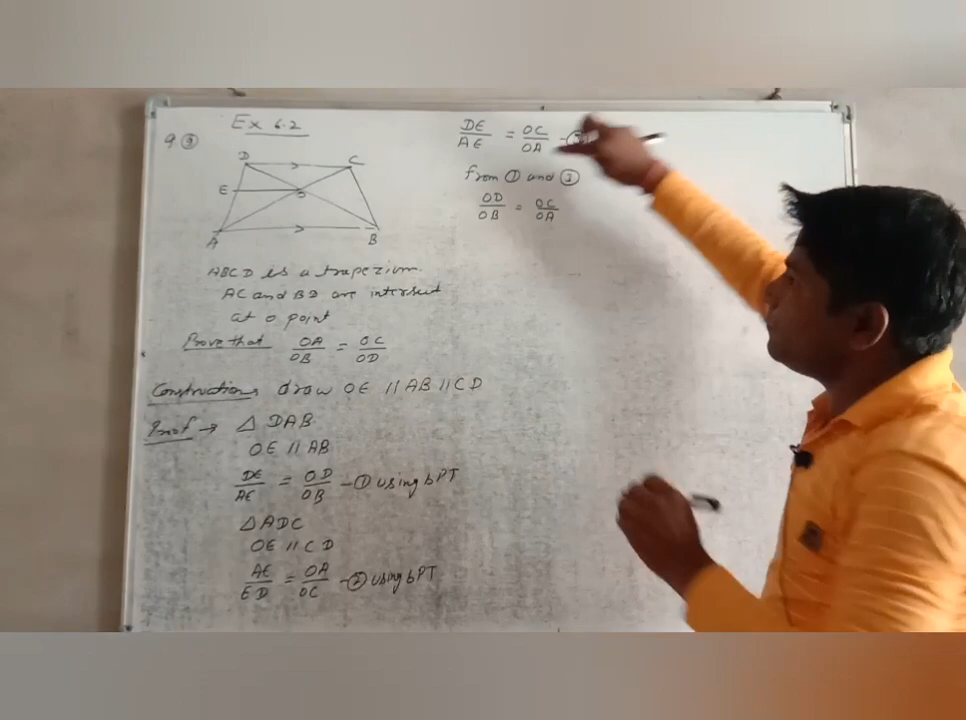 Ex 6.2
Q ⑨
D C
E O
A B
ABCD is a trapezium.
AC and BD are intersect
at o point
Prove that OA/OB = OC/OD
Construction, draw OE // AB // CD
Proof → △ DAB
OE // AB
DE/AE = OD/OB - ① using bPT
△ ADC
OE // CD
AE/ED = OA/OC - ② using bPT
DE/AE = OC/OA -
from ① and ③
OD/OB = OC/OA